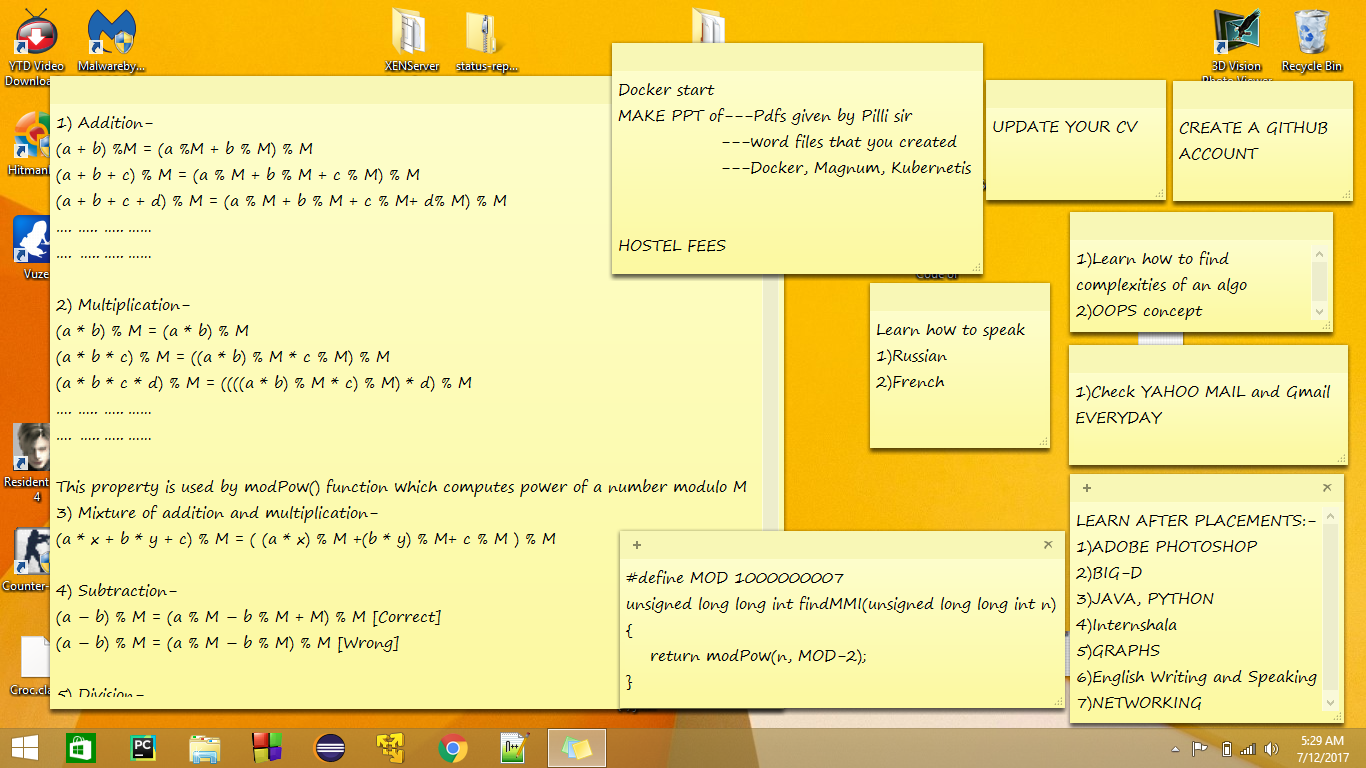 YTD Video
Downloa...
Malwareby...
XENServer
status-rep...
3D Vision
Photo Viewer
Recycle Bin
Hitman
Vuze
Resident
4
Counter-
Croc.cla
1) Addition-
(a + b) %M = (a %M + b % M) % M
(a + b + c) % M = (a % M + b % M + c % M) % M
(a + b + c + d) % M = (a % M + b % M + c % M+ d% M) % M
.... ..... ..... ......
.... ..... ..... ......
2) Multiplication-
(a * b) % M = (a * b) % M
(a * b * c) % M = ((a * b) % M * c % M) % M
(a * b * c * d) % M = ((((a * b) % M * c) % M) * d) % M
.... ..... ..... ......
.... ..... ..... ......
This property is used by modPow() function which computes power of a number modulo M
3) Mixture of addition and multiplication-
(a * x + b * y + c) % M = ( (a * x) % M +(b * y) % M+ c % M ) % M
4) Subtraction-
(a – b) % M = (a % M – b % M + M) % M [Correct]
(a – b) % M = (a % M – b % M) % M [Wrong]
5) Division-
Docker start
MAKE PPT of---Pdfs given by Pilli sir
---word files that you created
---Docker, Magnum, Kubernetis
HOSTEL FEES
UPDATE YOUR CV
CREATE A GITHUB
ACCOUNT
1)Learn how to find
complexities of an algo
2)OOPS concept
Learn how to speak
1)Russian
2)French
1)Check YAHOO MAIL and Gmail
EVERYDAY
#define MOD 1000000007
unsigned long long int findMMI(unsigned long long int n)
{
return modPow(n, MOD-2);
}
+
LEARN AFTER PLACEMENTS:-
1)ADOBE PHOTOSHOP
2)BIG-D
3)JAVA, PYTHON
4)Internshala
5)GRAPHS
6)English Writing and Speaking
7)NETWORKING
PC
N++
5:29 AM
7/12/2017